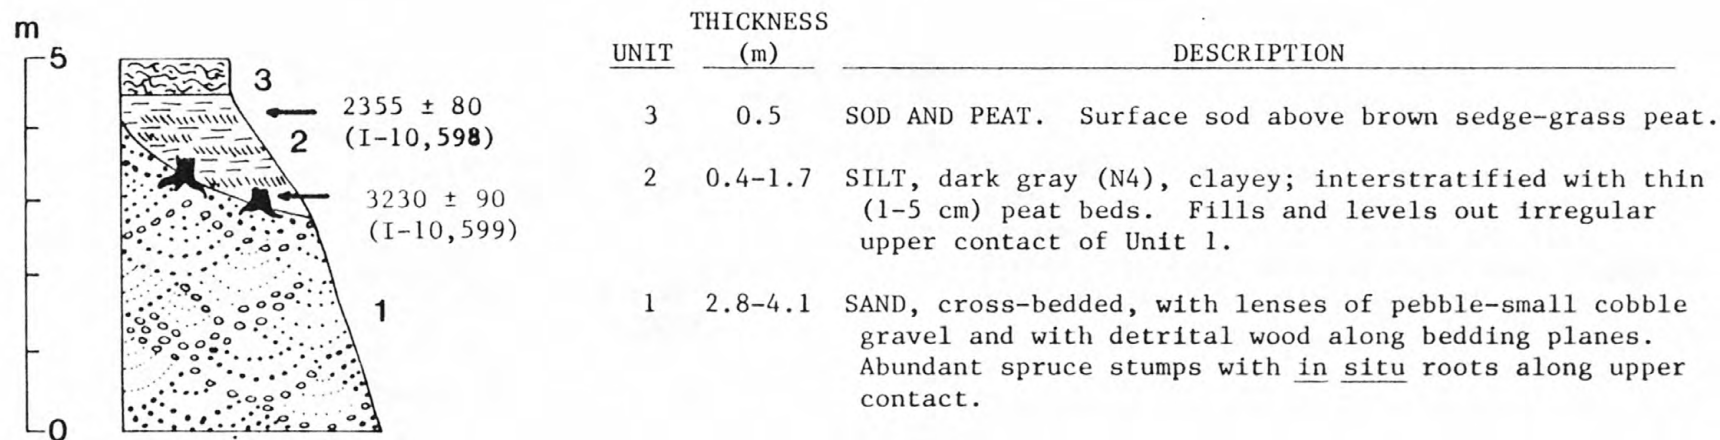 m
5
0
3
2
1
2355 ± 80
(I-10,598)
3230 ± 90
(I-10,599)
THICKNESS
UNIT (m) DESCRIPTION
3 0.5 SOD AND PEAT. Surface sod above brown sedge-grass peat.
2 0.4-1.7 SILT, dark gray (N4), clayey; interstratified with thin
(1-5 cm) peat beds. Fills and levels out irregular
upper contact of Unit 1.
1 2.8-4.1 SAND, cross-bedded, with lenses of pebble-small cobble
gravel and with detrital wood along bedding planes.
Abundant spruce stumps with in situ roots along upper
contact.